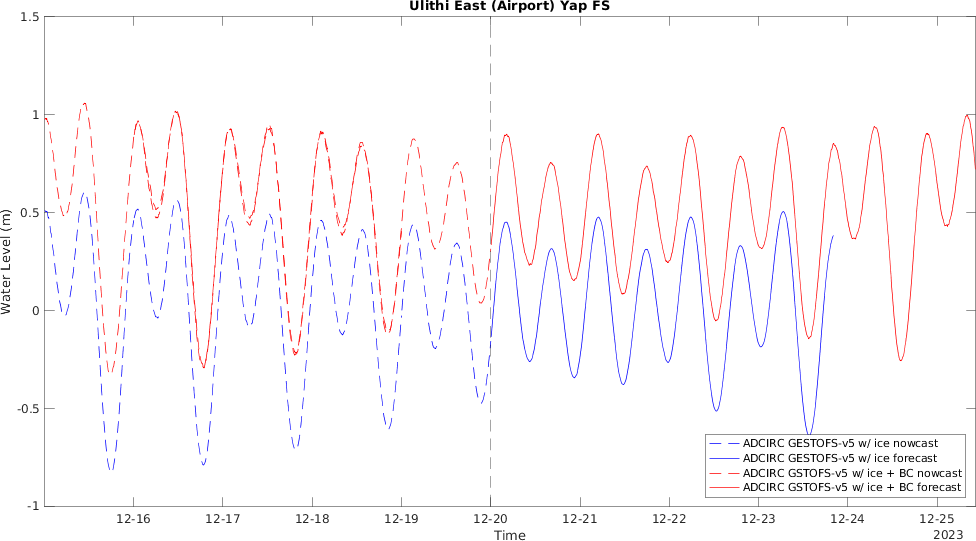 Ulithi East (Airport) Yap FS
1.5
1
0.5
0
-0.5
-1
Water Level (m)
12-16
12-17
12-18
12-19
12-20
12-21
12-22
12-23
12-24
12-25
Time
2023
ADCIRC GESTOFS-v5 w/ ice nowcast
ADCIRC GESTOFS-v5 w/ ice forecast
ADCIRC GSTOFS-v5 w/ ice + BC nowcast
ADCIRC GSTOFS-v5 w/ ice + BC forecast